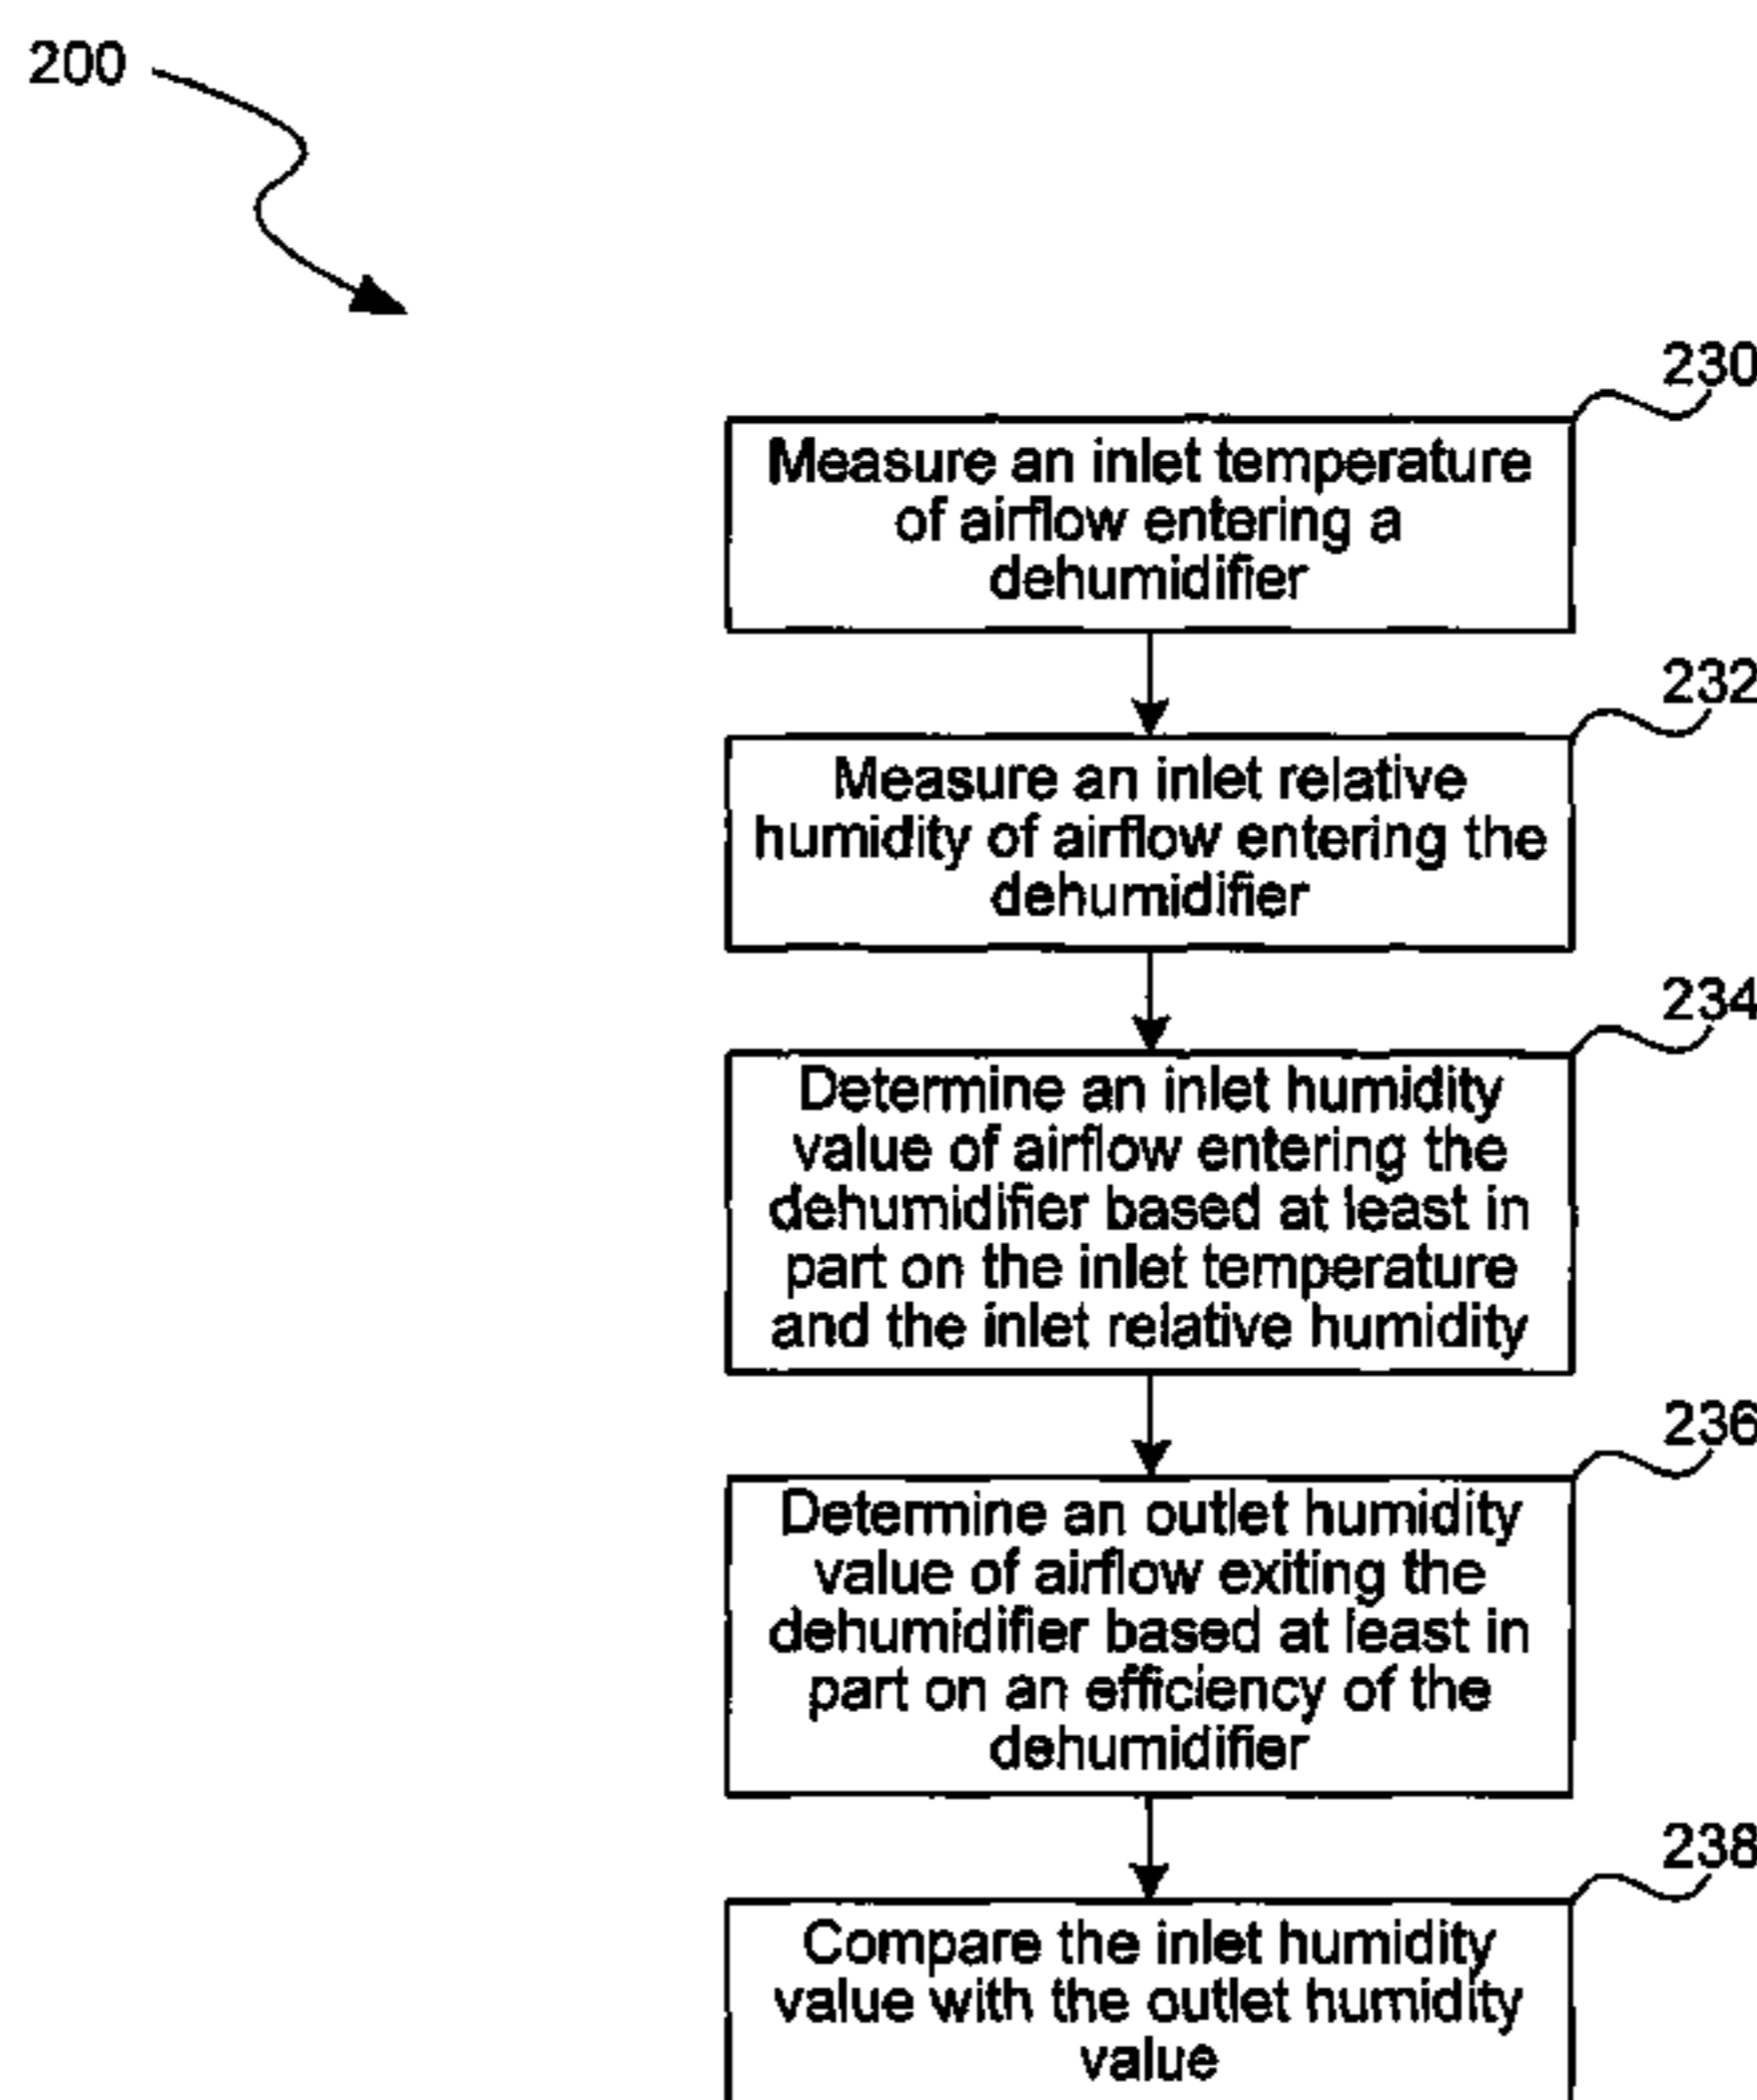 200
230
Measure an inlet temperature
of airflow entering a
dehumidifier
232
Measure an inlet relative
humidity of airflow entering the
dehumidifier
234
Determine an inlet humidity
value of airflow entering the
dehumidifier based at least in
part on the inlet temperature
and the inlet relative humidity
236
Determine an outlet humidity
value of airflow exiting the
dehumidifier based at least in
part on an efficiency of the
dehumidifier
238
Compare the inlet humidity
value with the outlet humidity
value